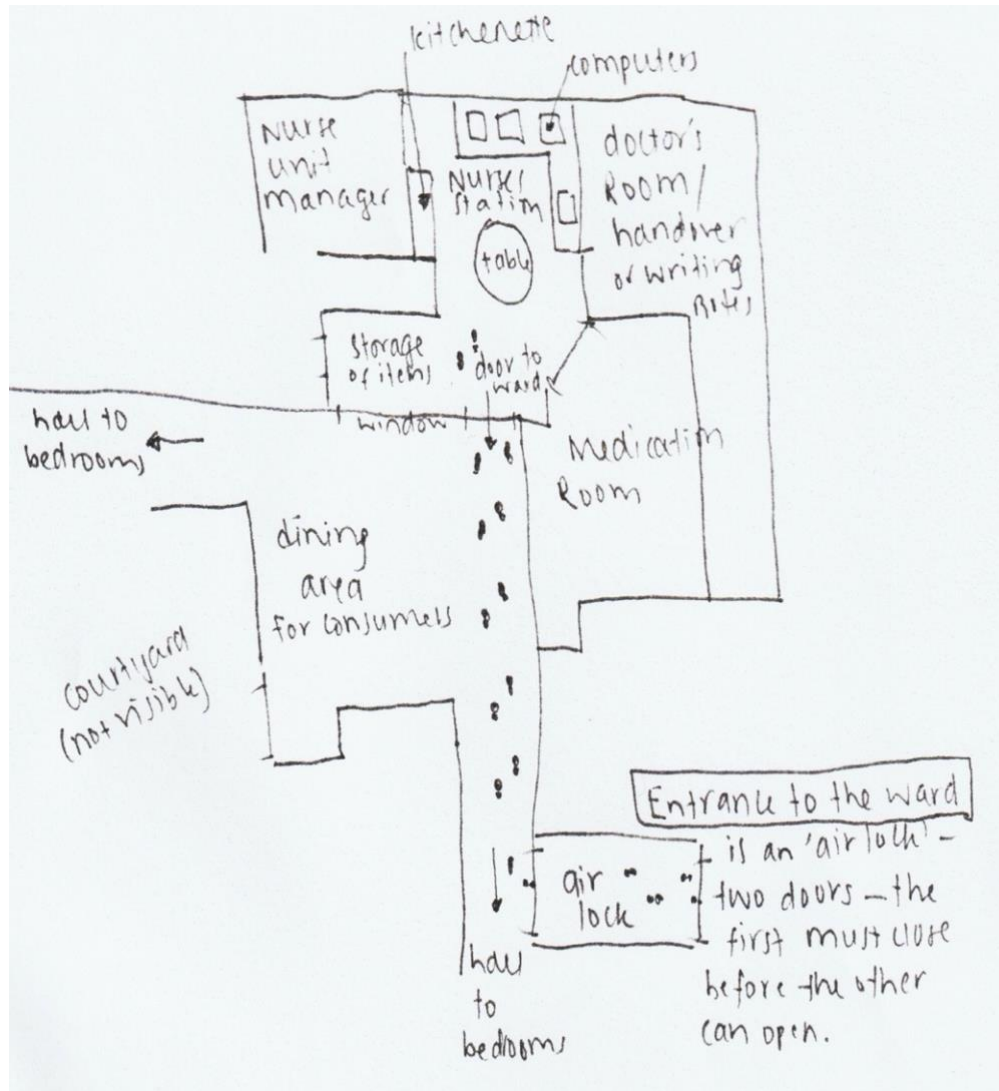 kitchenette
computers
Nurse
unit
manager
Nurses
station
table
doctor's
Room/
handover
or writing
notes
storage
of items
door to
ward
window
hall to
bedrooms
Medication
Room
dining
area
for consumers
courtyard
(not visible)
Entrance to the ward
is an 'air lock' -
two doors - the
first must close
before the other
can open.
air
lock
hall
to
bedrooms